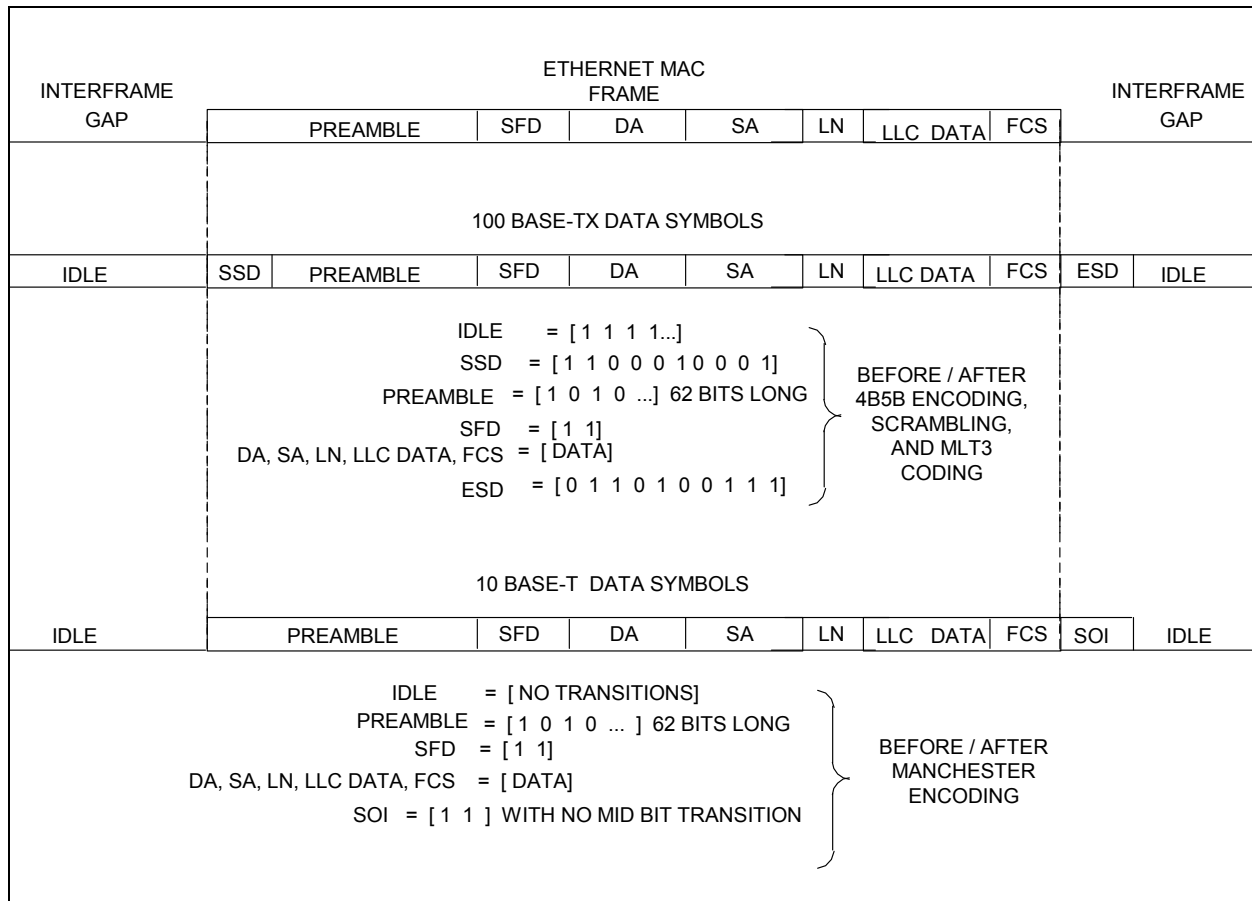 ETHERNET MAC
FRAME
INTERFRAME
GAP
INTERFRAME
GAP
PREAMBLE SFD DA SA LN LLC DATA FCS
100 BASE-TX DATA SYMBOLS
IDLE SSD PREAMBLE SFD DA SA LN LLC DATA FCS ESD IDLE
IDLE = [ 1 1 1 1...]
SSD = [ 1 1 0 0 0 1 0 0 0 1]
PREAMBLE = [ 1 0 1 0 ...] 62 BITS LONG
SFD = [ 1 1]
DA, SA, LN, LLC DATA, FCS = [ DATA]
ESD = [ 0 1 1 0 1 0 0 1 1 1]
BEFORE / AFTER
4B5B ENCODING,
SCRAMBLING,
AND MLT3
CODING
10 BASE-T DATA SYMBOLS
IDLE PREAMBLE SFD DA SA LN LLC DATA FCS SOI IDLE
IDLE = [ NO TRANSITIONS]
PREAMBLE = [ 1 0 1 0 ... ] 62 BITS LONG
SFD = [ 1 1]
DA, SA, LN, LLC DATA, FCS = [ DATA]
SOI = [ 1 1 ] WITH NO MID BIT TRANSITION
BEFORE / AFTER
MANCHESTER
ENCODING